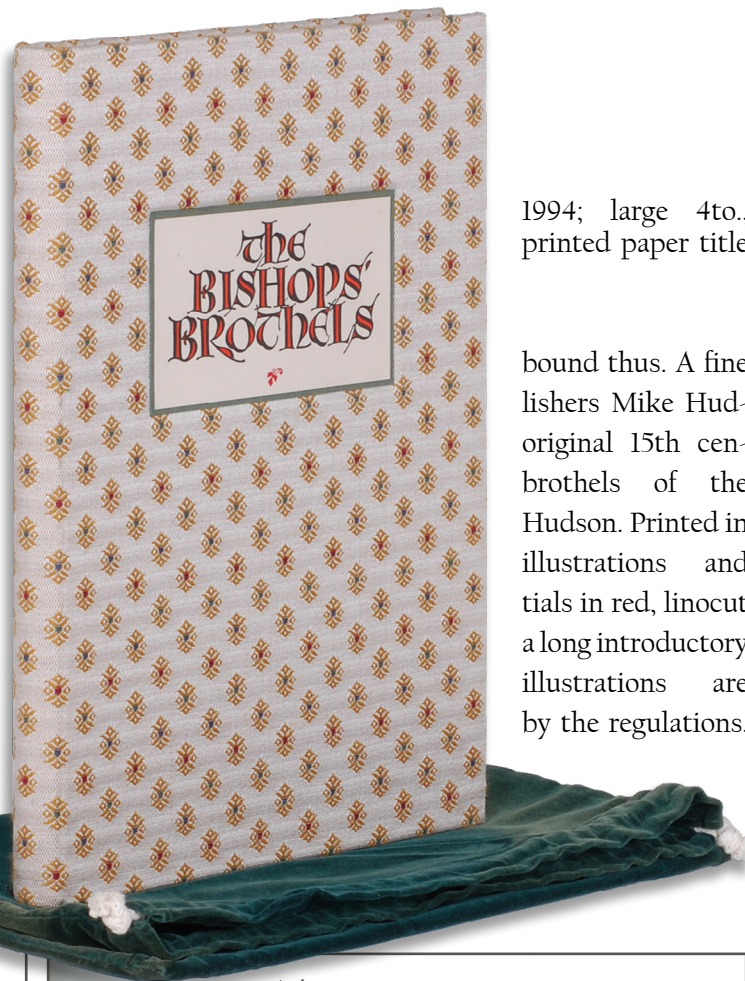 the
BISHOPS'
BROTHELS
1994; large 4to.,
printed paper title
bound thus. A fine
lishers Mike Hud-
original 15th cen-
brothels of the
Hudson. Printed in
illustrations and
tials in red, linocut
a long introductory
illustrations are
by the regulations.